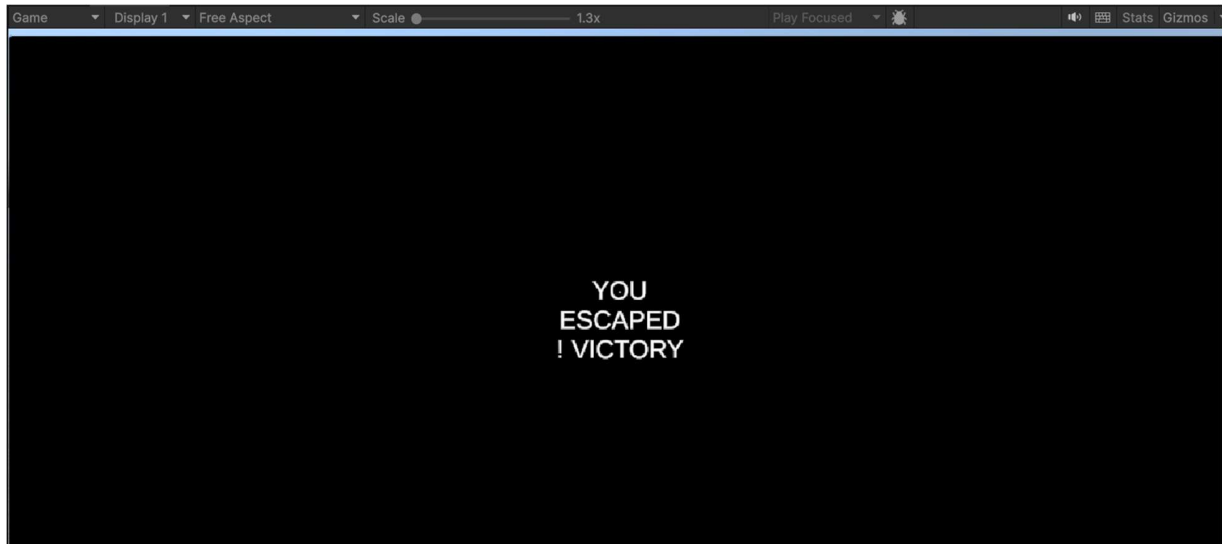 Game Display 1 Free Aspect Scale 1.3x Play Focused Stats Gizmos
YOU
ESCAPED
! VICTORY